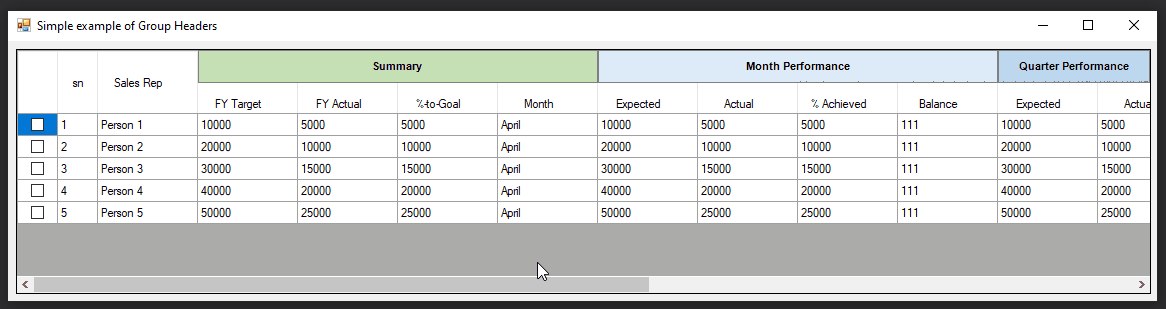 Simple example of Group Headers
Summary Month Performance Quarter Performance
sn Sales Rep FY Target FY Actual %-to-Goal Month Expected Actual % Achieved Balance Expected Actua
1 Person 1 10000 5000 5000 April 10000 5000 5000 111 10000 5000
2 Person 2 20000 10000 10000 April 20000 10000 10000 111 20000 10000
3 Person 3 30000 15000 15000 April 30000 15000 15000 111 30000 15000
4 Person 4 40000 20000 20000 April 40000 20000 20000 111 40000 20000
5 Person 5 50000 25000 25000 April 50000 25000 25000 111 50000 25000